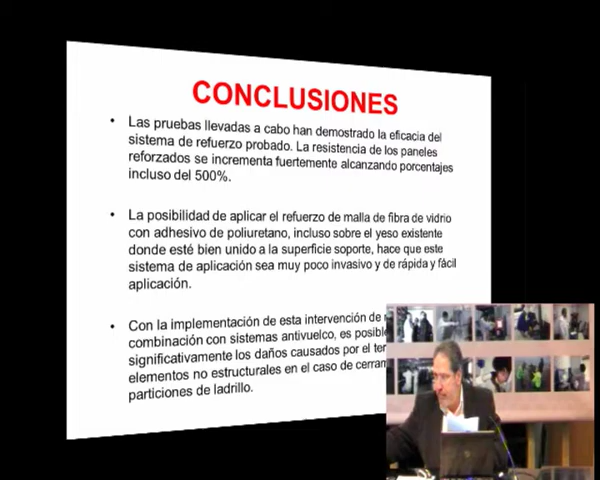 CONCLUSIONES
• Las pruebas llevadas a cabo han demostrado la eficacia del
sistema de refuerzo probado. La resistencia de los paneles
reforzados se incrementa fuertemente alcanzando porcentajes
incluso del 500%.
• La posibilidad de aplicar el refuerzo de malla de fibra de vidrio
con adhesivo de poliuretano, incluso sobre el yeso existente
donde esté bien unido a la superficie soporte, hace que este
sistema de aplicación sea muy poco invasivo y de rápida y fácil
aplicación.
• Con la implementación de esta intervención de
combinación con sistemas antivuelco, es posible
significativamente los daños causados por el
elementos no estructurales en el caso de
particiones de ladrillo.